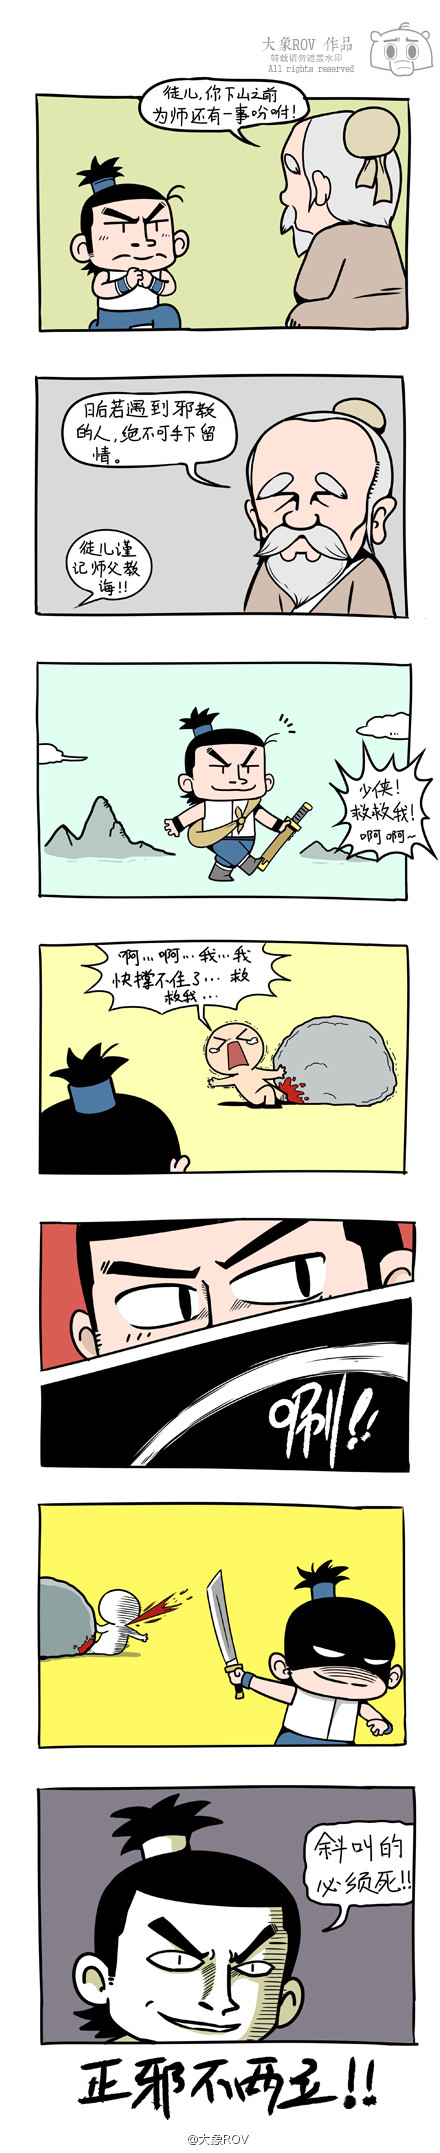 大象ROV 作品
转载请勿遮盖水印
All rights reserved
徒儿,你下山之前
为师还有一事吩咐!
日后若遇到邪教
的人,绝不可手下留
情。
徒儿谨
记师父教
诲!!
少侠!
救救我!
啊啊~
啊...啊...我...我
快撑不住了...救
救我...
唰!!
斜叫的
必须死!!
正邪不两立!!
@大象ROV